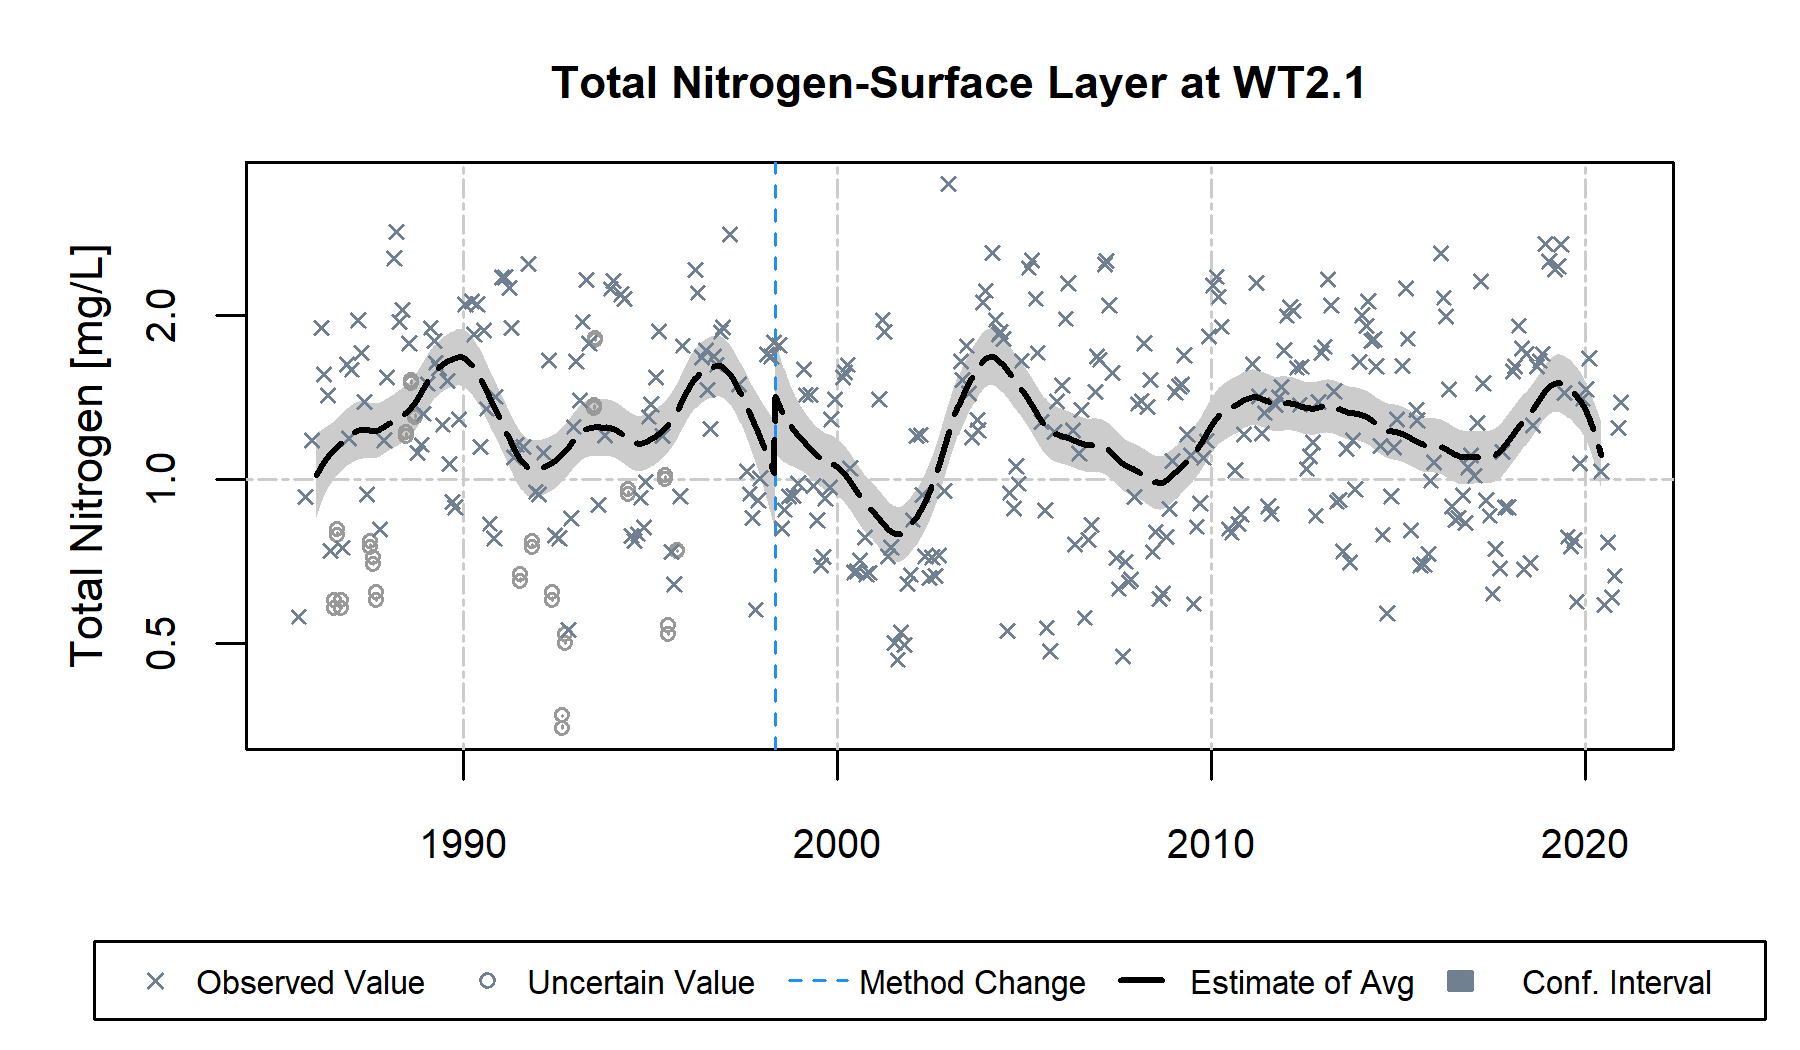 Total Nitrogen-Surface Layer at WT2.1
Total Nitrogen [mg/L]
2.0
1.0
0.5
1990 2000 2010 2020
Observed Value Uncertain Value Method Change Estimate of Avg Conf. Interval